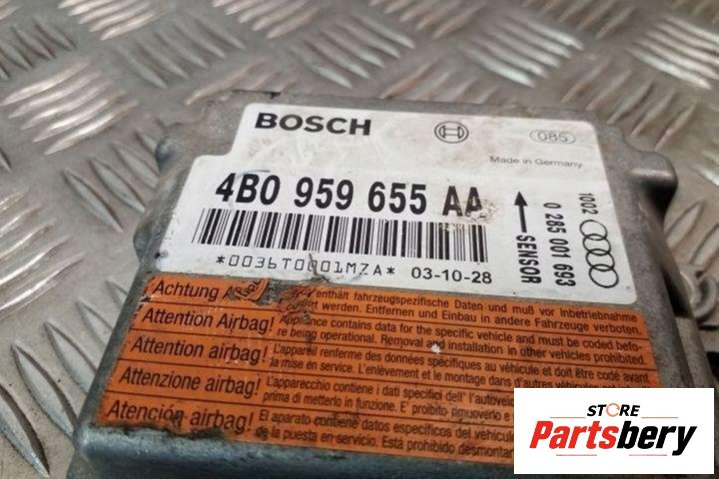 BOSCH
085
Made in Germany
4B0 959 655 AA
*0036T0001MZA* 03-10-28
SENSOR
0 285 001 693
1002
Achtung
enthält fahrzeugspezifische Daten und muß vor Inbetriebnahme
werden. Entfernen und Einbau in andere Fahrzeuge verboten.
Attention Airbag! Appliance contains data for the specific vehicle and must be coded befo-
re being operational. Removal and installation in other vehicles prohibited.
Attention airbag! L'appareil renferme des données spécifiques au véhicule et doit être codé avant
la mise en service. L'enlèvement et le montage dans d'autres véhicules
Attenzione airbag! L'apparecchio contiene i dati specifici dell'
prima di metterlo in funzione. E' proibito rimuoverlo e
Atención airbag! El aparato contiene datos específicos del vehículo
de la puesta en servicio. Está prohibido desmontar
STORE
Partsbery